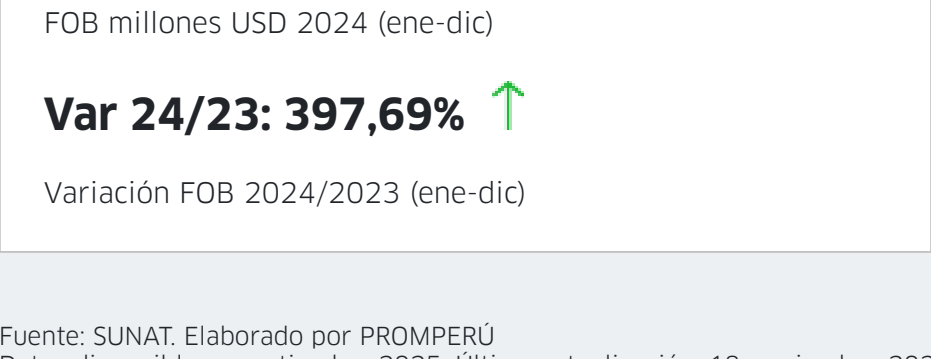 FOB millones USD 2024 (ene-dic)
Var 24/23: 397,69%
Variación FOB 2024/2023 (ene-dic)
Fuente: SUNAT. Elaborado por PROMPERÚ